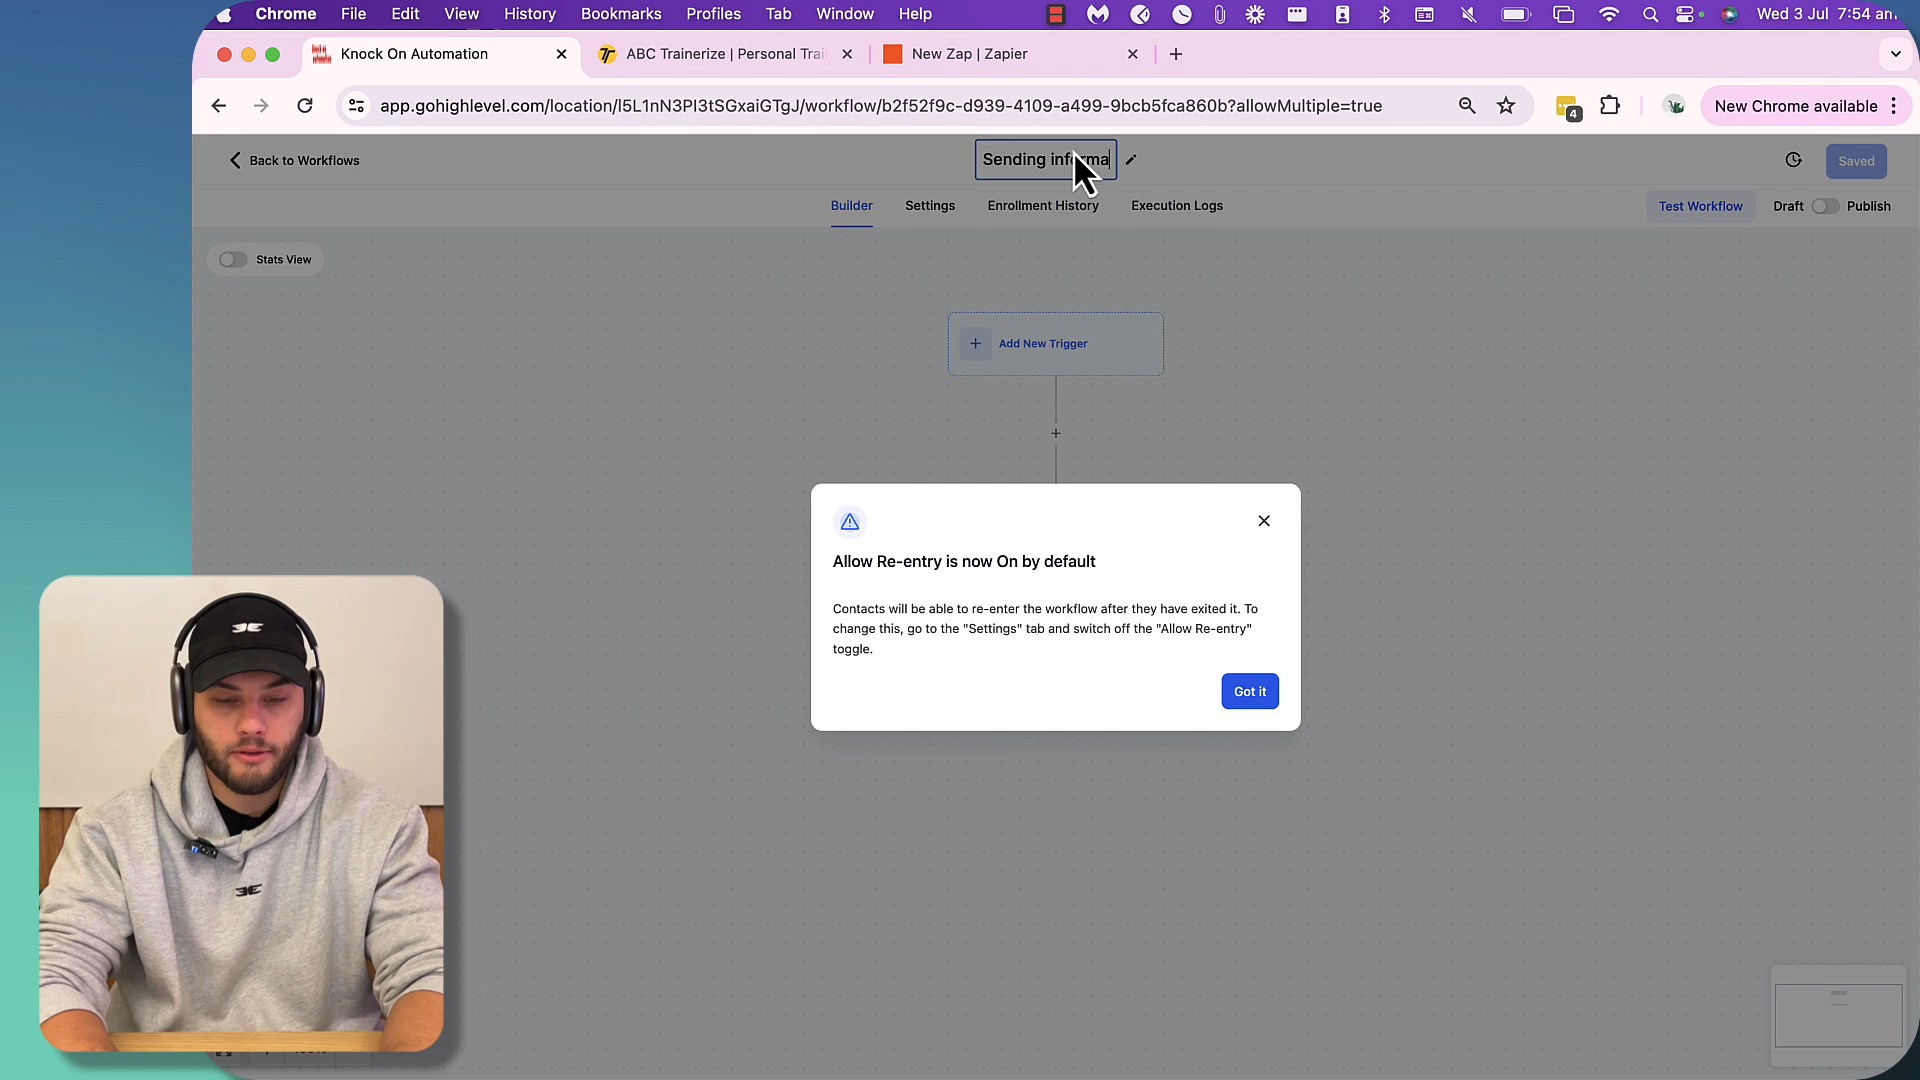 Chrome File Edit View History Bookmarks Profiles Tab Window Help Wed 3 Jul 7:54 am
Knock On Automation ABC Trainerize | Personal Trai New Zap | Zapier
app.gohighlevel.com/location/l5L1nN3PI3tSGxaiGTgJ/workflow/b2f52f9c-d939-4109-a499-9bcb5fca860b?allowMultiple=true 4 New Chrome available
Back to Workflows Sending informa Saved
Builder Settings Enrollment History Execution Logs Test Workflow Draft Publish
Stats View
Add New Trigger
Allow Re-entry is now On by default
Contacts will be able to re-enter the workflow after they have exited it. To
change this, go to the "Settings" tab and switch off the "Allow Re-entry"
toggle.
Got it